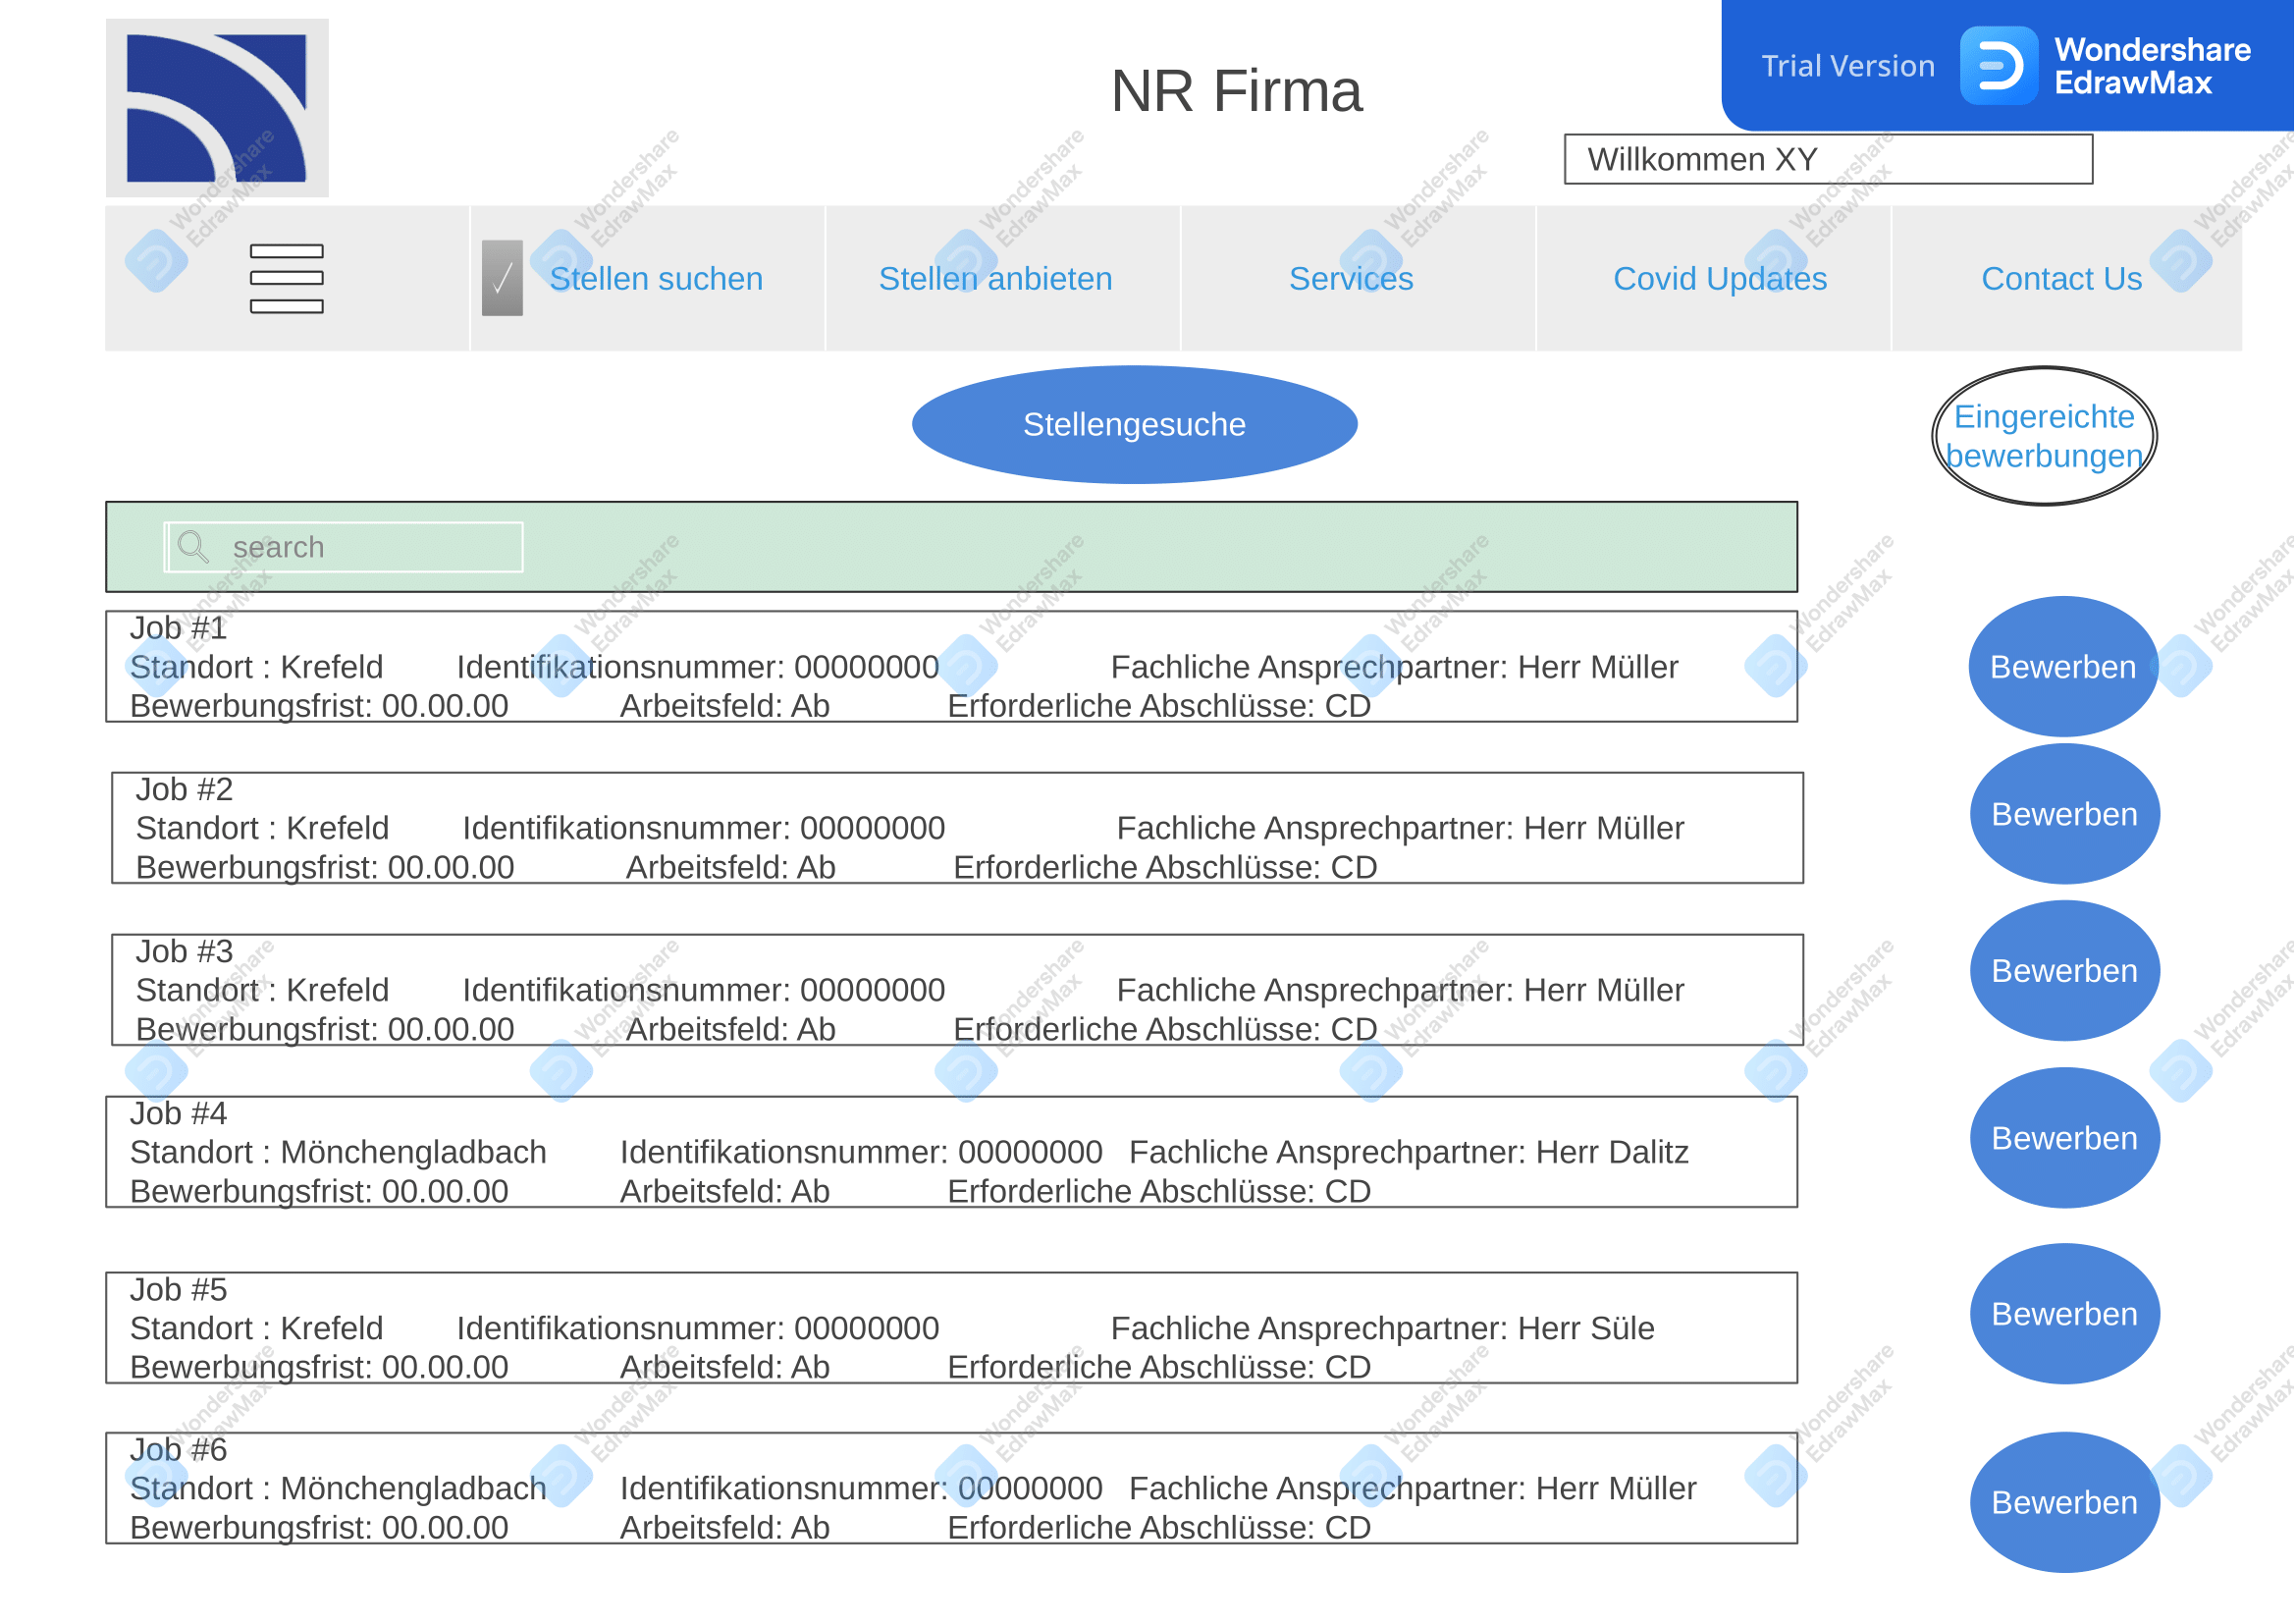 NR Firma
Trial Version
Wondershare
EdrawMax
Willkommen XY
Stellen suchen
Stellen anbieten
Services
Covid Updates
Contact Us
Stellengesuche
Eingereichte
bewerbungen
search
Job #1
Standort : Krefeld Identifikationsnummer: 00000000 Fachliche Ansprechpartner: Herr Müller
Bewerbungsfrist: 00.00.00 Arbeitsfeld: Ab Erforderliche Abschlüsse: CD
Bewerben
Job #2
Standort : Krefeld Identifikationsnummer: 00000000 Fachliche Ansprechpartner: Herr Müller
Bewerbungsfrist: 00.00.00 Arbeitsfeld: Ab Erforderliche Abschlüsse: CD
Bewerben
Job #3
Standort : Krefeld Identifikationsnummer: 00000000 Fachliche Ansprechpartner: Herr Müller
Bewerbungsfrist: 00.00.00 Arbeitsfeld: Ab Erforderliche Abschlüsse: CD
Bewerben
Job #4
Standort : Mönchengladbach Identifikationsnummer: 00000000 Fachliche Ansprechpartner: Herr Dalitz
Bewerbungsfrist: 00.00.00 Arbeitsfeld: Ab Erforderliche Abschlüsse: CD
Bewerben
Job #5
Standort : Krefeld Identifikationsnummer: 00000000 Fachliche Ansprechpartner: Herr Süle
Bewerbungsfrist: 00.00.00 Arbeitsfeld: Ab Erforderliche Abschlüsse: CD
Bewerben
Job #6
Standort : Mönchengladbach Identifikationsnummer: 00000000 Fachliche Ansprechpartner: Herr Müller
Bewerbungsfrist: 00.00.00 Arbeitsfeld: Ab Erforderliche Abschlüsse: CD
Bewerben